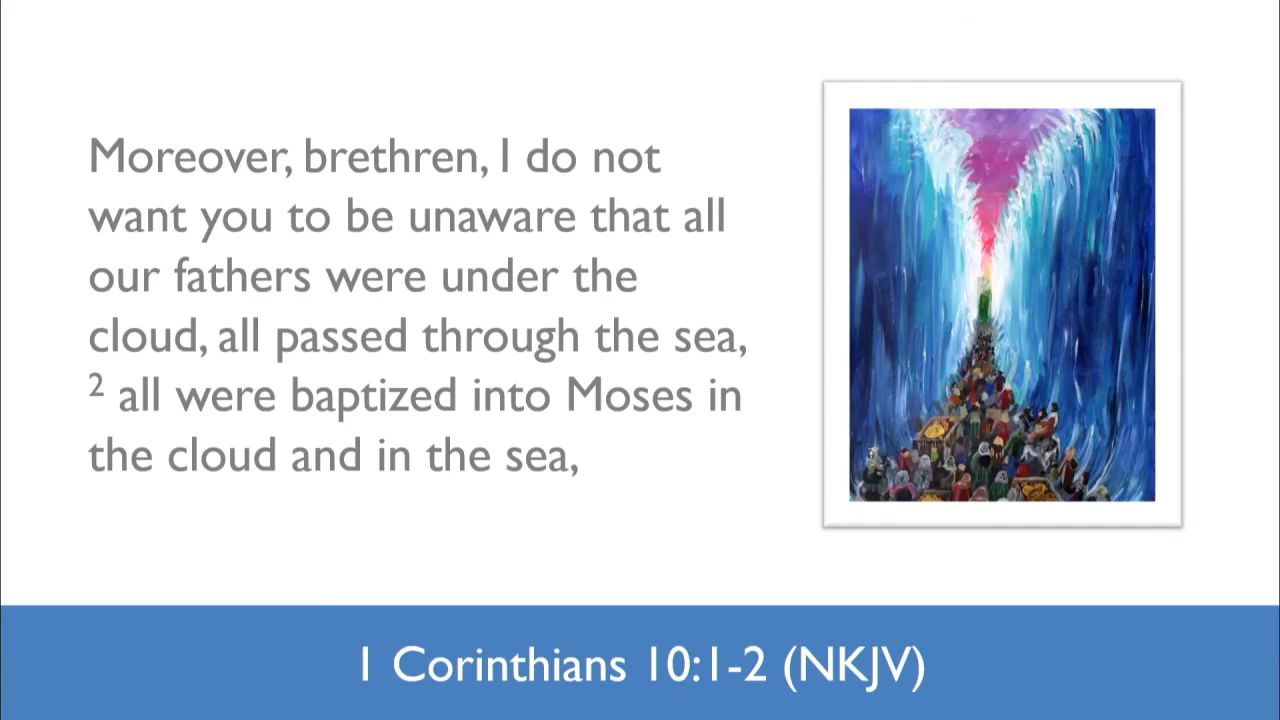 Moreover, brethren, I do not
want you to be unaware that all
our fathers were under the
cloud, all passed through the sea,
² all were baptized into Moses in
the cloud and in the sea,
1 Corinthians 10:1-2 (NKJV)